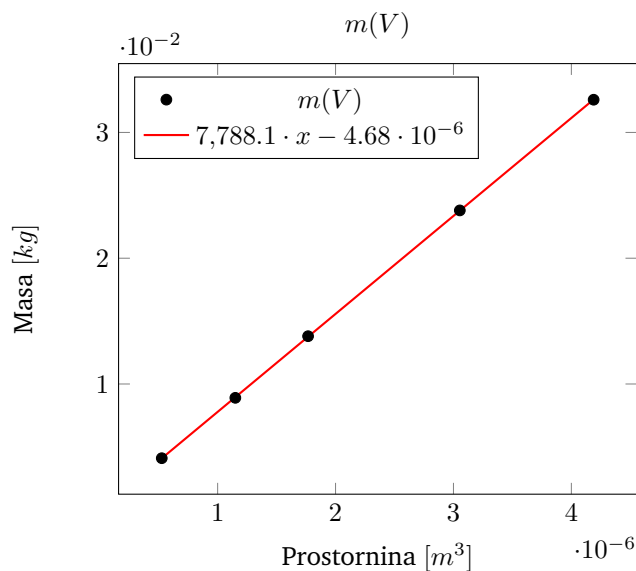 m(V)
·10⁻²
m(V)
7,788.1 · x − 4.68 · 10⁻⁶
3
2
1
Masa [kg]
1 2 3 4
·10⁻⁶
Prostornina [m³]